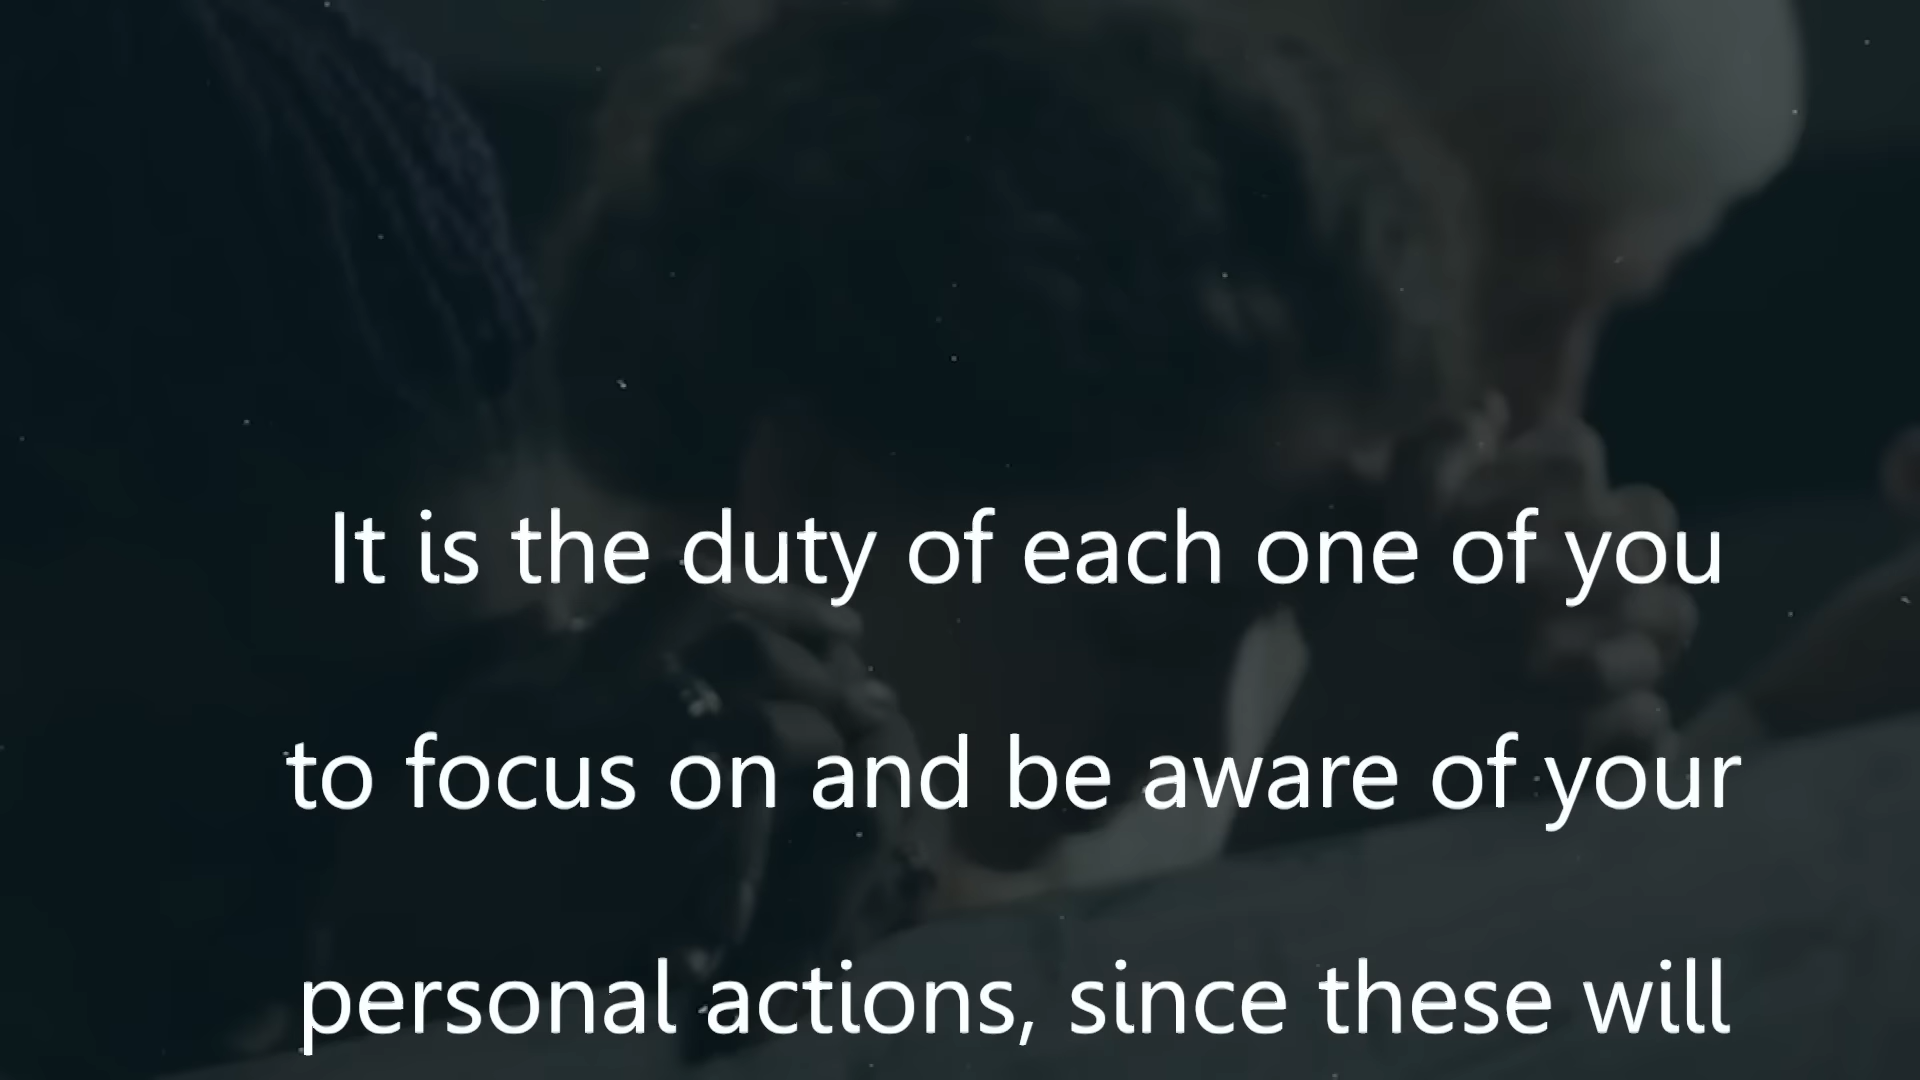 It is the duty of each one of you
to focus on and be aware of your
personal actions, since these will